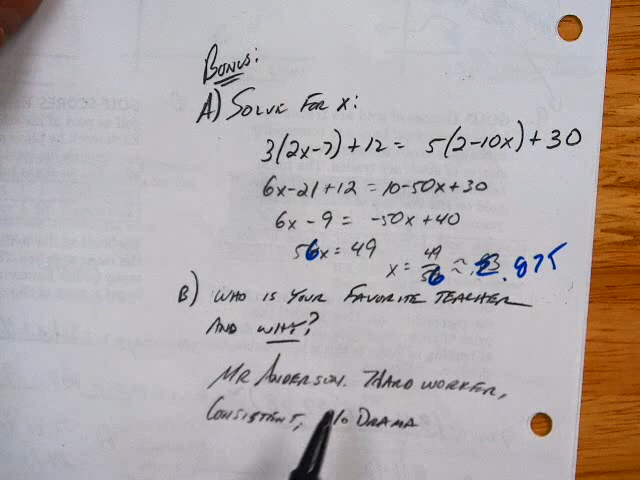 BONUS:
A) SOLVE FOR X:
3(2x-7)+12 = 5(2-10x)+30
6x-21+12 = 10-50x+30
6x-9 = -50x+40
56x = 49
x = 49/56 ≈ .875
B) WHO IS YOUR FAVORITE TEACHER
AND WHY?
MR ANDERSON. HARD WORKER,
CONSISTENT, NO DRAMA